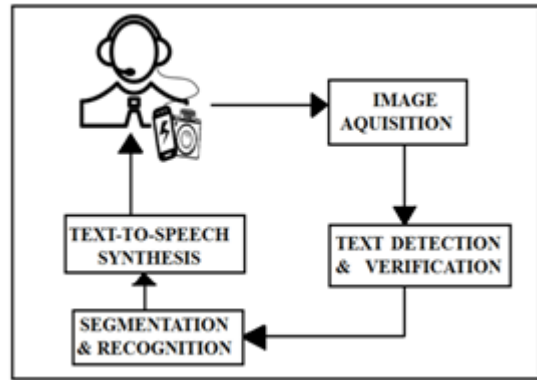 IMAGE
AQUISITION
TEXT DETECTION
& VERIFICATION
SEGMENTATION
& RECOGNITION
TEXT-TO-SPEECH
SYNTHESIS